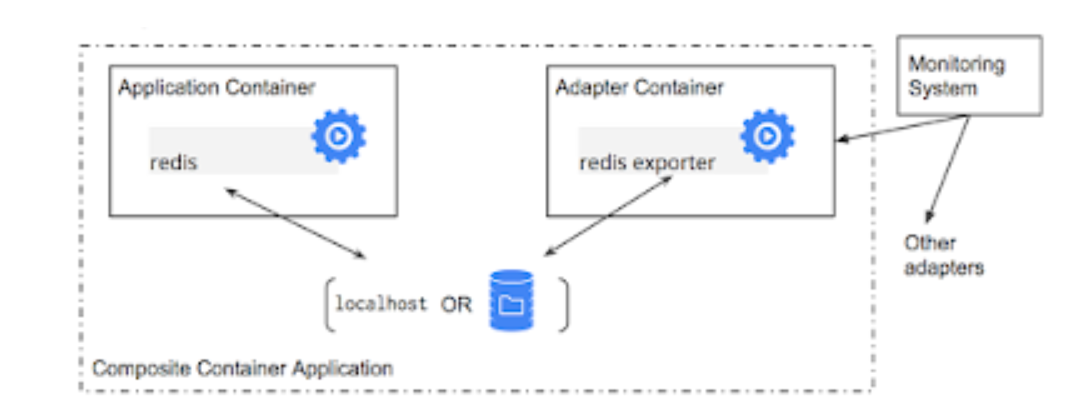 Application Container
redis
Adapter Container
redis exporter
Monitoring
System
Other
adapters
localhost OR
Composite Container Application